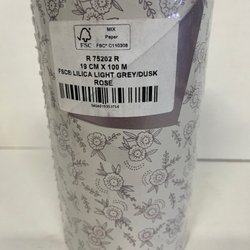 FSC
MIX
Paper
FSC® C110308
R 75202 R
19 CM X 100 M
FSC® LILICA LIGHT GREY/DUSK
ROSE